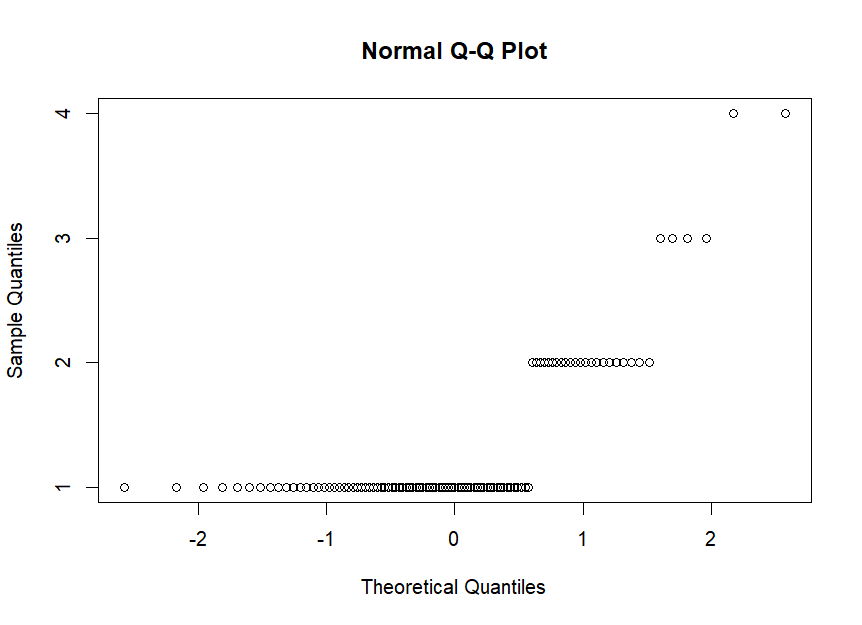 Normal Q-Q Plot
Sample Quantiles
4
3
2
1
-2 -1 0 1 2
Theoretical Quantiles